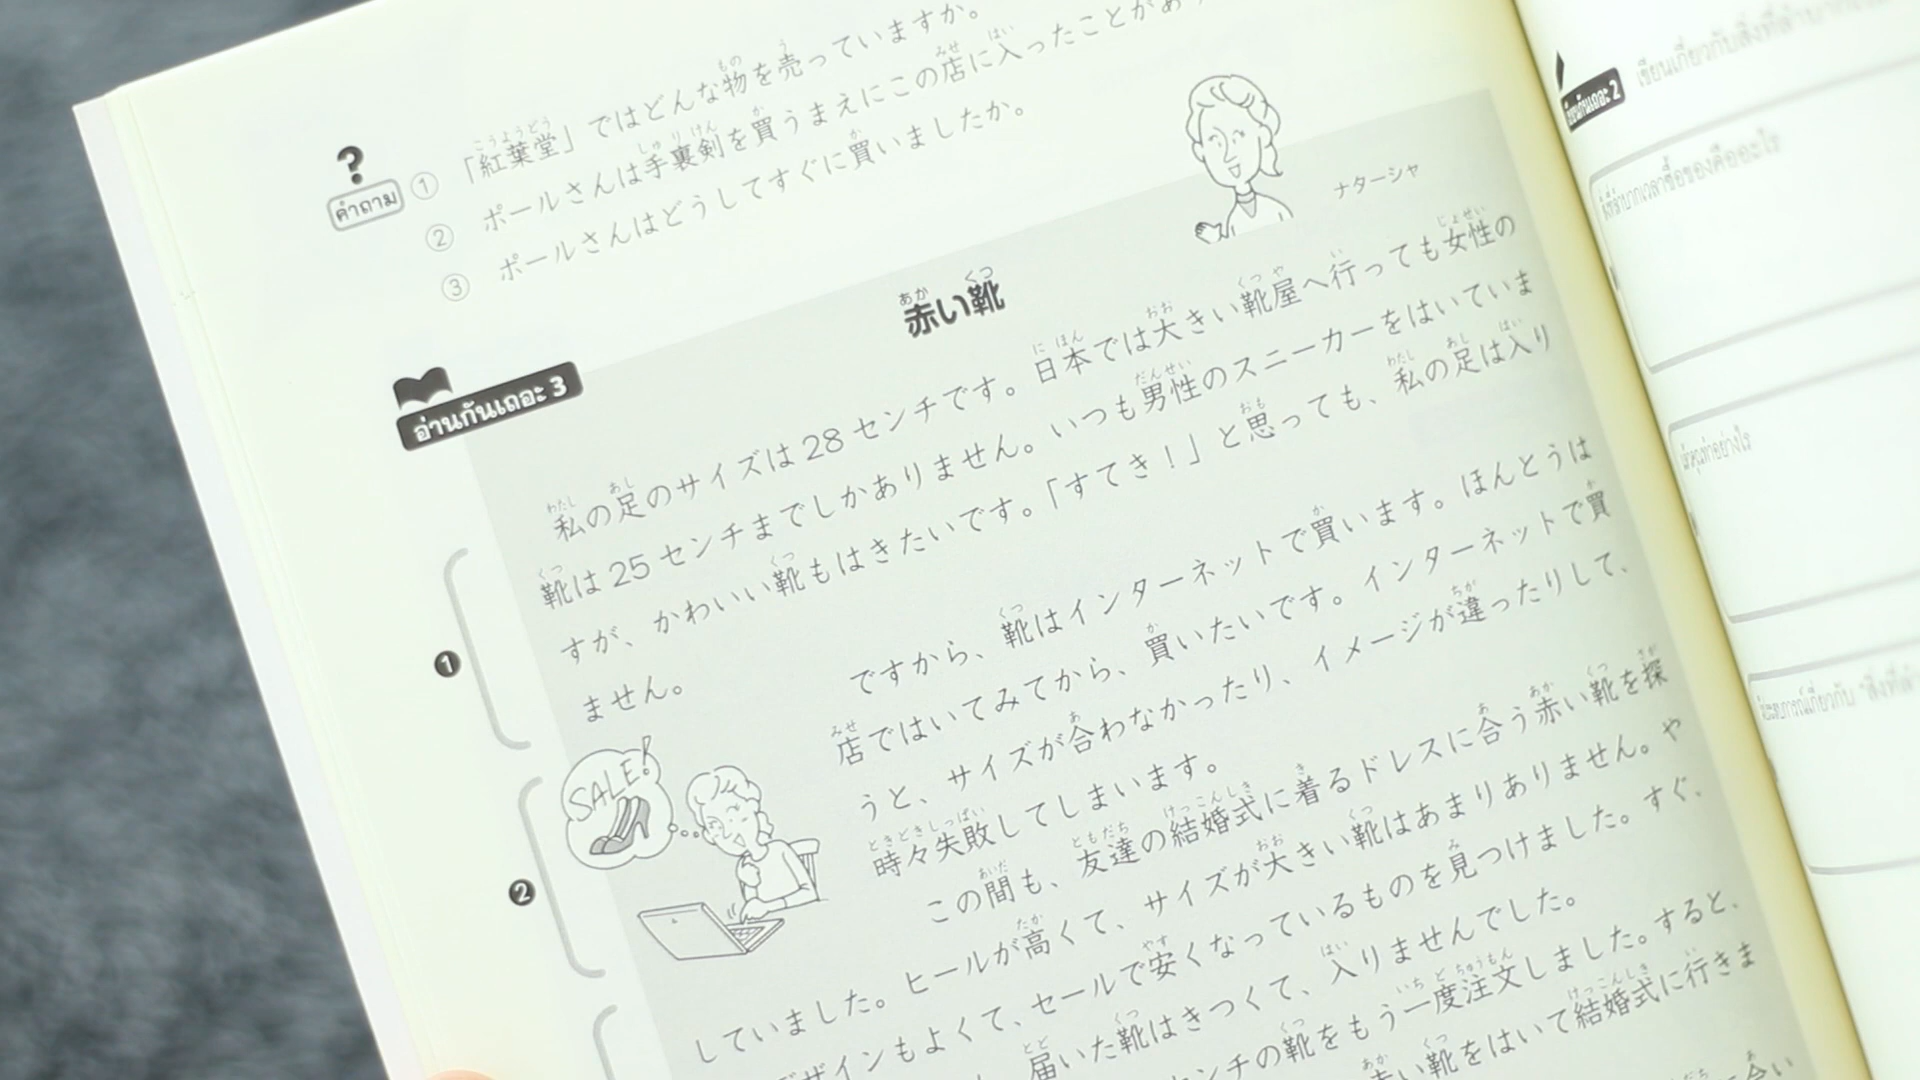 「紅葉堂」ではどんな物を売っていますか。
ポールさんは手裏剣を買うまえにこの店に入ったことがあ
ポールさんはどうしてすぐに買いましたか。
?
คำถาม
①
②
③
ナターシャ
赤い靴
อ่านกันเถอะ 3
私の足のサイズは 28 センチです。日本では大きい靴屋へ行っても女性の
靴は 25 センチまでしかありません。いつも男性のスニーカーをはいていま
すが、かわいい靴もはきたいです。「すてき！」と思っても、私の足は入り
ません。
ですから、靴はインターネットで買います。ほんとうは
店ではいてみてから、買いたいです。インターネットで買
うと、サイズが合わなかったり、イメージが違ったりして、
時々失敗してしまいます。
この間も、友達の結婚式に着るドレスに合う赤い靴を探
していました。ヒールが高くて、サイズが大きい靴はあまりありません。や
デザインもよくて、セールで安くなっているものを見つけました。すぐ、
届いた靴はきつくて、入りませんでした。
センチの靴をもう一度注文しました。すると、
赤い靴をはいて結婚式に行きま
❶
❷
SALE!
เขียนกันเถอะ 2